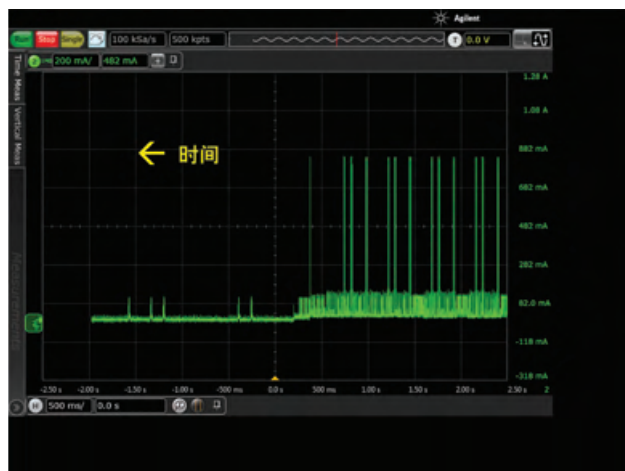 Agilent
Run Stop Single 100 kSa/s 500 kpts T 0.0 V
200 mA/ 482 mA
Time Meas
Vertical Meas
Measurements
1.28 A
1.08 A
882 mA
← 时间
682 mA
482 mA
282 mA
82.0 mA
-118 mA
-318 mA
-2.50 s -2.00 s -1.50 s -1.00 s -500 ms 0.0 s 500 ms 1.00 s 1.50 s 2.00 s 2.50 s 2
H 500 ms/ 0.0 s